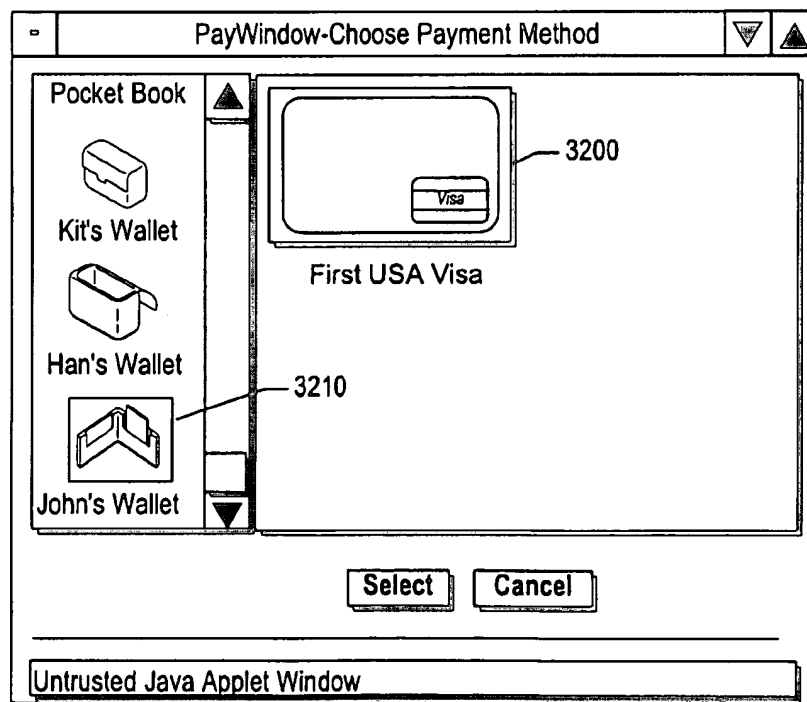 PayWindow-Choose Payment Method
Pocket Book
Kit's Wallet
Han's Wallet
3210
John's Wallet
Visa
3200
First USA Visa
Select
Cancel
Untrusted Java Applet Window